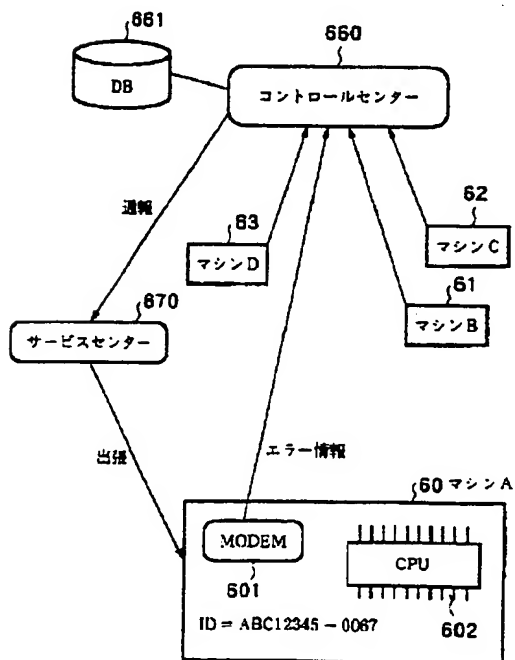 661
660
DB
コントロールセンター
通報
63
62
マシンD
マシンC
61
マシンB
670
サービスセンター
出張
エラー情報
60 マシンA
MODEM
CPU
601
602
ID = ABC12345 − 0067